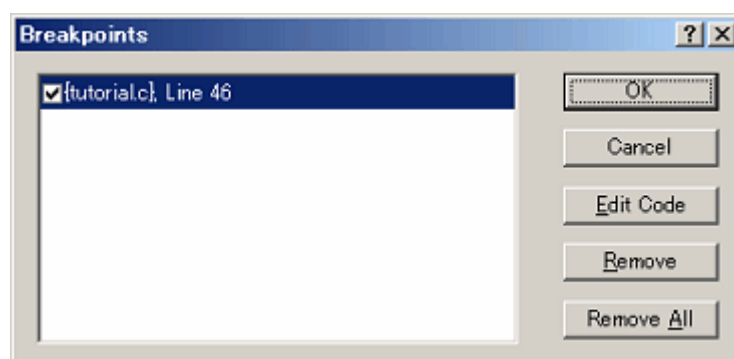 Breakpoints
{tutorial.c}, Line 46
OK
Cancel
Edit Code
Remove
Remove All